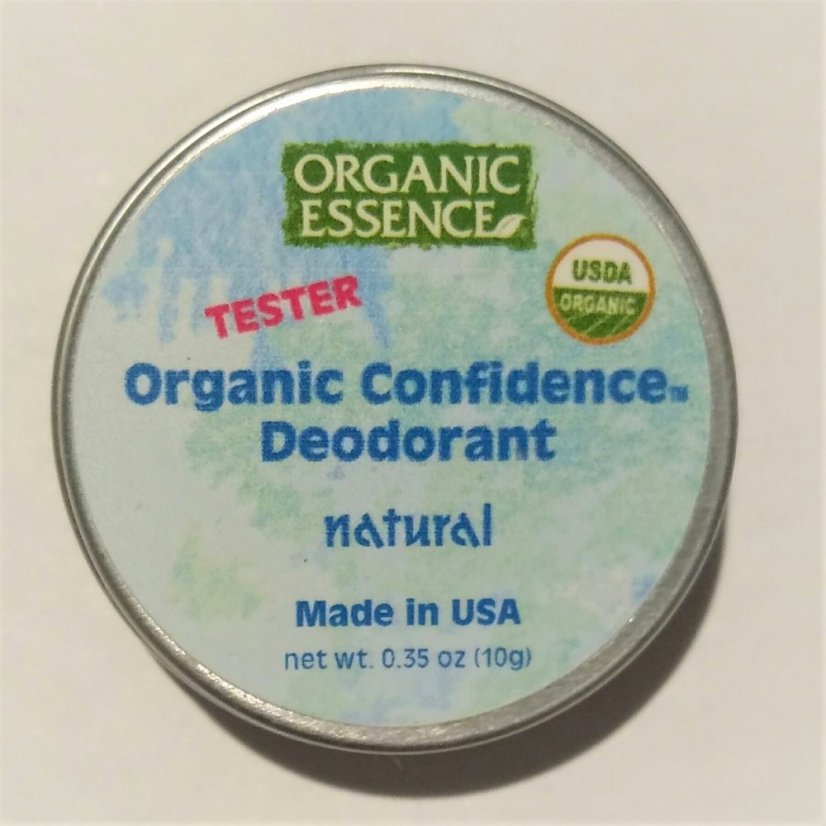 ORGANIC
ESSENCE
USDA
ORGANIC
TESTER
Organic Confidence™
Deodorant
natural
Made in USA
net wt. 0.35 oz (10g)